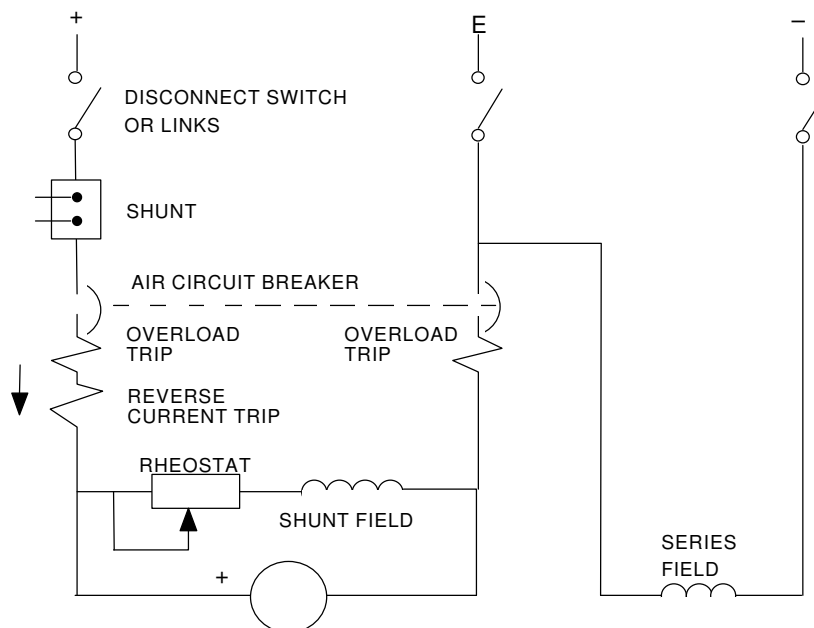 +
E
−
DISCONNECT SWITCH
OR LINKS
SHUNT
AIR CIRCUIT BREAKER
OVERLOAD
TRIP
OVERLOAD
TRIP
REVERSE
CURRENT TRIP
RHEOSTAT
SHUNT FIELD
SERIES
FIELD
+